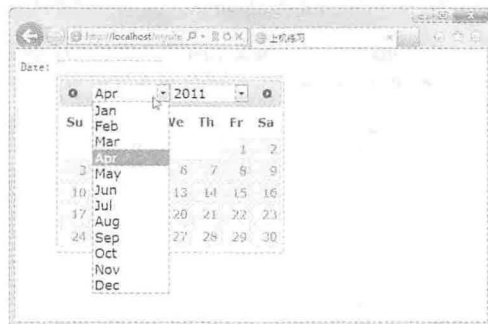 http://localhost/mysite
上机练习
Date:
Apr 2011
Su We Th Fr Sa
Jan
Feb
Mar 1 2
Apr
3 May 6 7 8 9
10 Jun 13 14 15 16
Jul
17 Aug 20 21 22 23
24 Sep 27 28 29 30
Oct
Nov
Dec